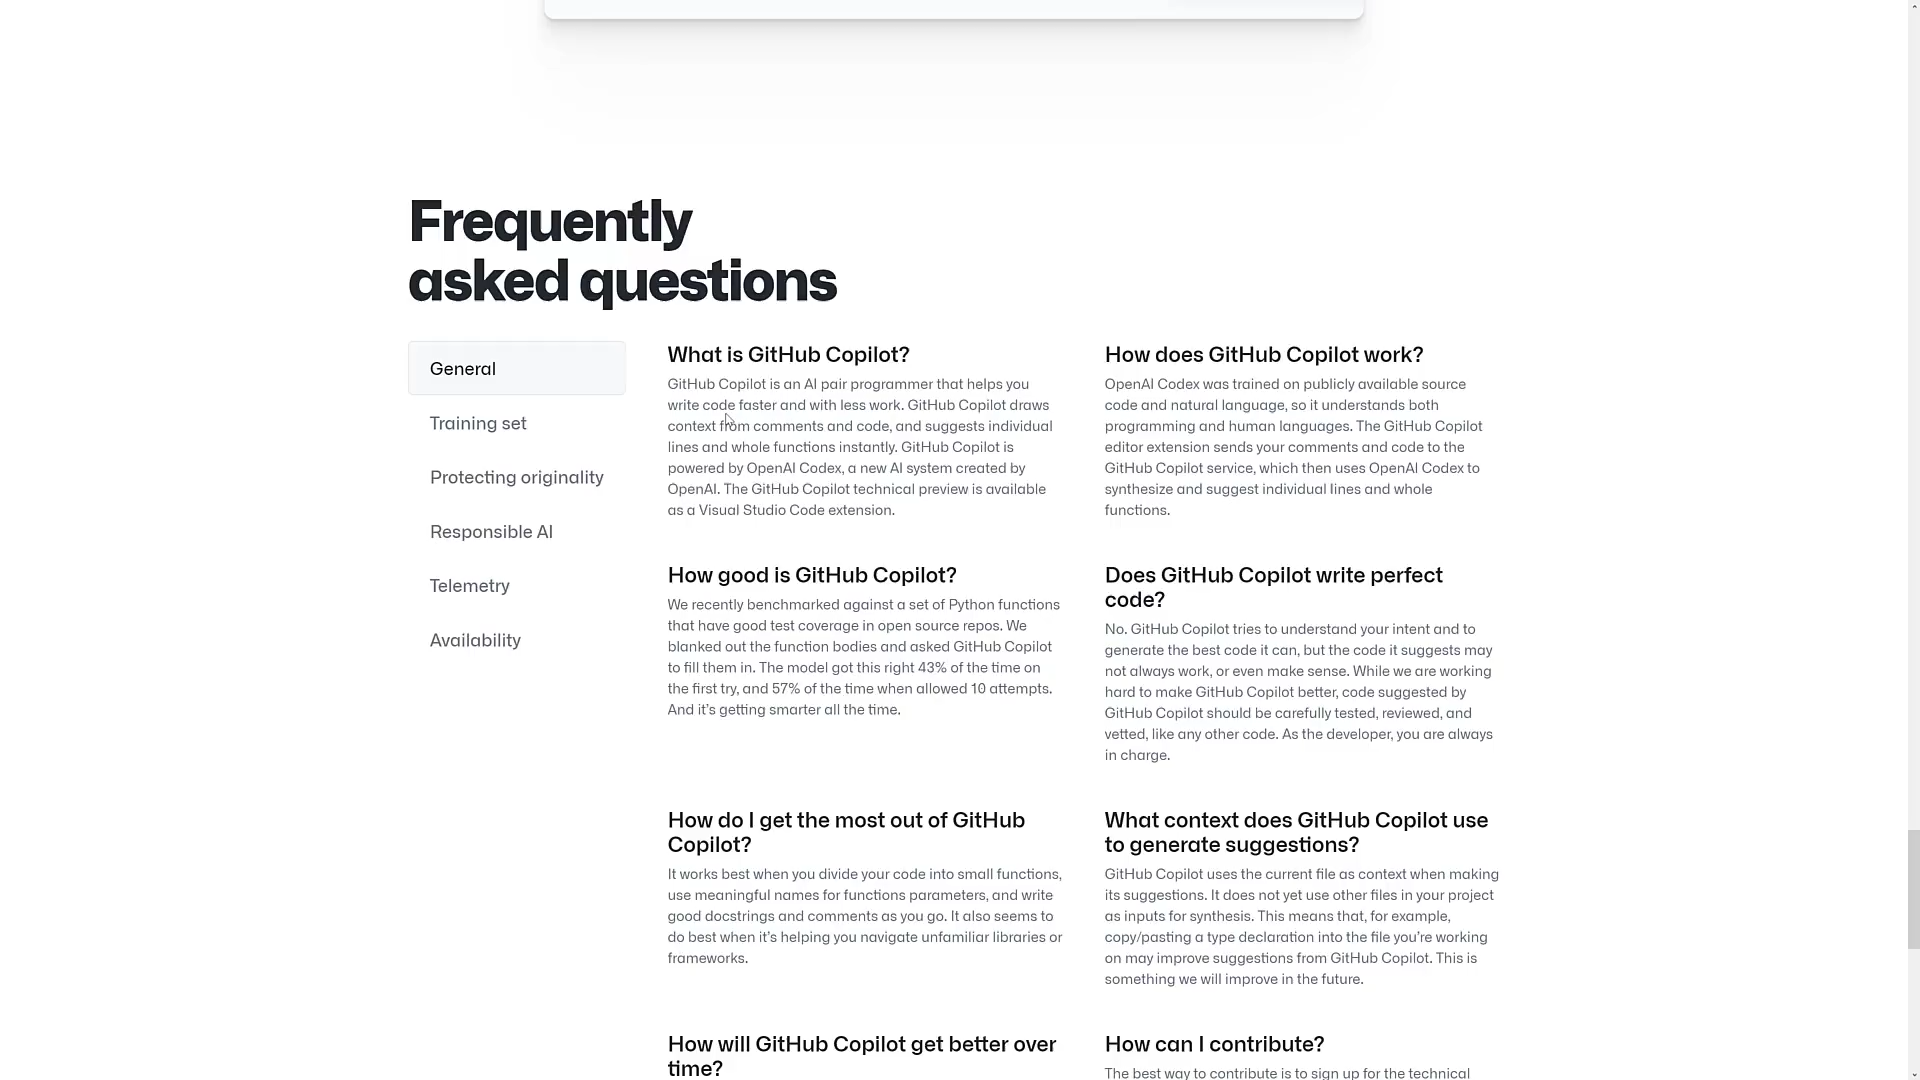 Frequently
asked questions
General
Training set
Protecting originality
Responsible AI
Telemetry
Availability
What is GitHub Copilot?
GitHub Copilot is an AI pair programmer that helps you
write code faster and with less work. GitHub Copilot draws
context from comments and code, and suggests individual
lines and whole functions instantly. GitHub Copilot is
powered by OpenAI Codex, a new AI system created by
OpenAI. The GitHub Copilot technical preview is available
as a Visual Studio Code extension.
How does GitHub Copilot work?
OpenAI Codex was trained on publicly available source
code and natural language, so it understands both
programming and human languages. The GitHub Copilot
editor extension sends your comments and code to the
GitHub Copilot service, which then uses OpenAI Codex to
synthesize and suggest individual lines and whole
functions.
How good is GitHub Copilot?
We recently benchmarked against a set of Python functions
that have good test coverage in open source repos. We
blanked out the function bodies and asked GitHub Copilot
to fill them in. The model got this right 43% of the time on
the first try, and 57% of the time when allowed 10 attempts.
And it's getting smarter all the time.
Does GitHub Copilot write perfect
code?
No. GitHub Copilot tries to understand your intent and to
generate the best code it can, but the code it suggests may
not always work, or even make sense. While we are working
hard to make GitHub Copilot better, code suggested by
GitHub Copilot should be carefully tested, reviewed, and
vetted, like any other code. As the developer, you are always
in charge.
How do I get the most out of GitHub
Copilot?
It works best when you divide your code into small functions,
use meaningful names for functions parameters, and write
good docstrings and comments as you go. It also seems to
do best when it's helping you navigate unfamiliar libraries or
frameworks.
What context does GitHub Copilot use
to generate suggestions?
GitHub Copilot uses the current file as context when making
its suggestions. It does not yet use other files in your project
as inputs for synthesis. This means that, for example,
copy/pasting a type declaration into the file you're working
on may improve suggestions from GitHub Copilot. This is
something we will improve in the future.
How will GitHub Copilot get better over
time?
How can I contribute?
The best way to contribute is to sign up for the technical